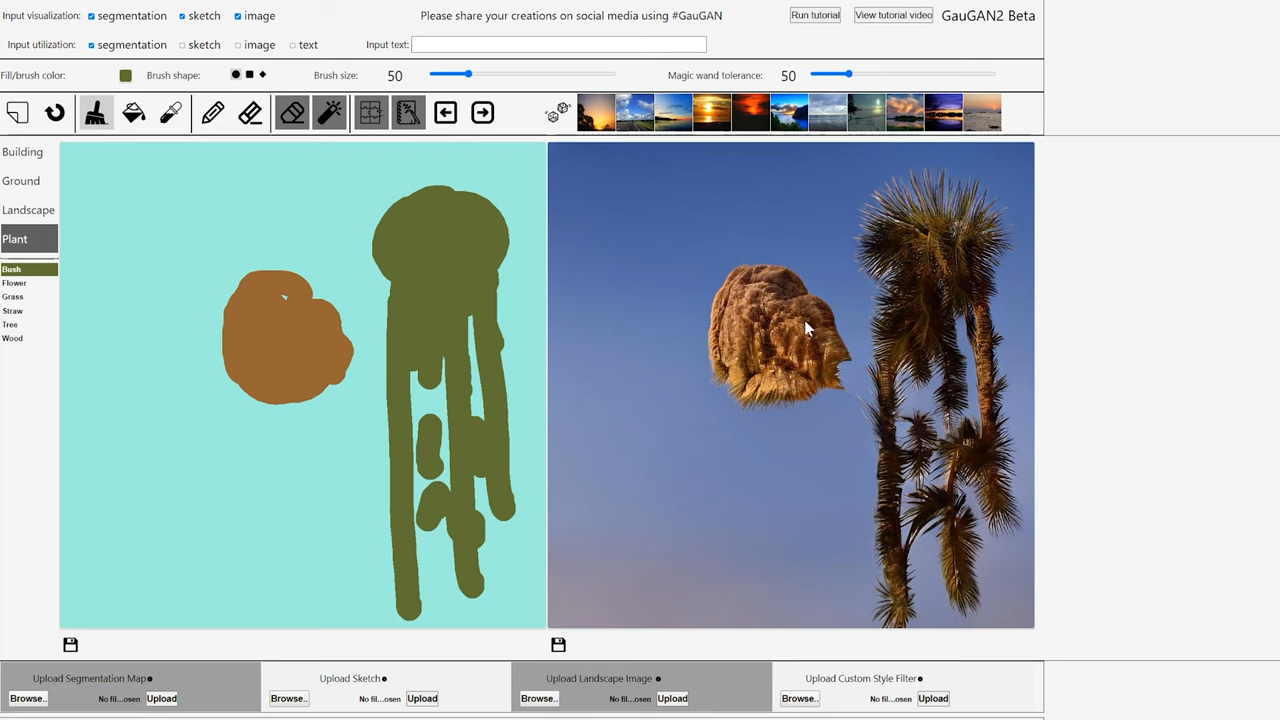 Input visualization: segmentation sketch image Please share your creations on social media using #GauGAN Run tutorial View tutorial video GauGAN2 Beta
Input utilization: segmentation sketch image text Input text:
Fill/brush color: Brush shape: Brush size: 50 Magic wand tolerance: 50
Building
Ground
Landscape
Plant
Bush
Flower
Grass
Straw
Tree
Wood
Upload Segmentation Map Upload Sketch Upload Landscape Image Upload Custom Style Filter
Browse.. No fil...osen Upload Browse.. No fil...osen Upload Browse.. No fil...osen Upload Browse.. No fil...osen Upload